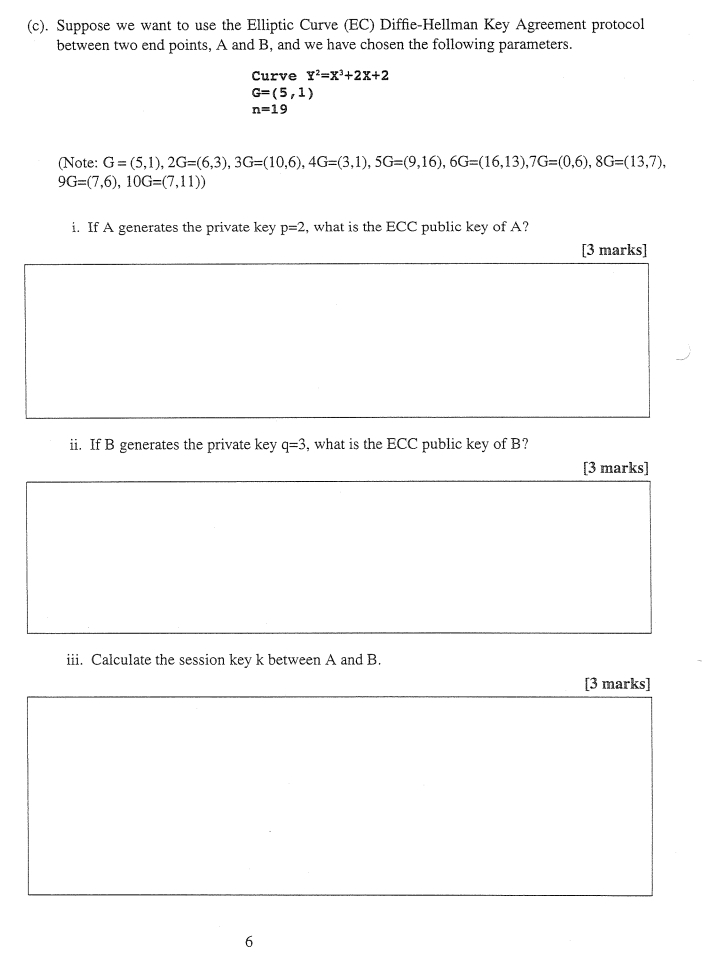 (c). Suppose we want to use the Elliptic Curve (EC) Diffie-Hellman Key Agreement protocol
between two end points, A and B, and we have chosen the following parameters.
Curve Y²=X³+2X+2
G=(5,1)
n=19
(Note: G = (5,1), 2G=(6,3), 3G=(10,6), 4G=(3,1), 5G=(9,16), 6G=(16,13),7G=(0,6), 8G=(13,7),
9G=(7,6), 10G=(7,11))
i. If A generates the private key p=2, what is the ECC public key of A?
[3 marks]
ii. If B generates the private key q=3, what is the ECC public key of B?
[3 marks]
iii. Calculate the session key k between A and B.
[3 marks]
6